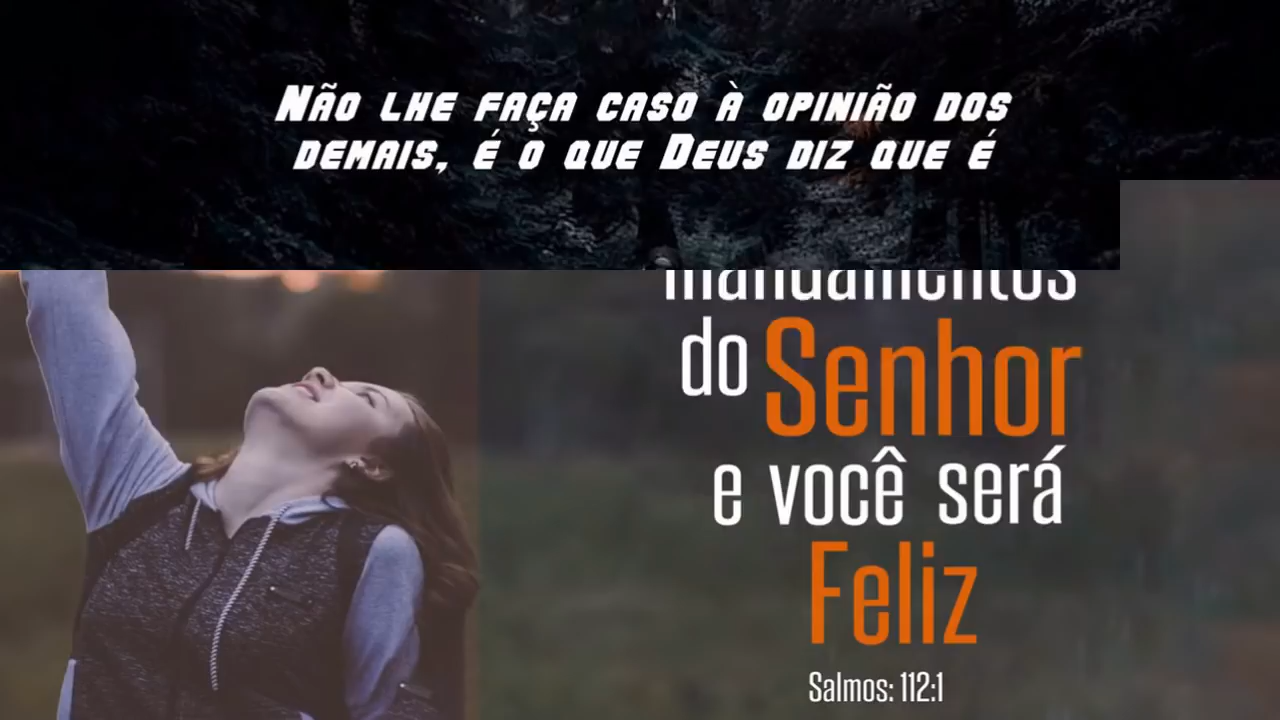 Não lhe faça caso à opinião dos
demais, é o que Deus diz que é
mandamentos
do Senhor
e você será
Feliz
Salmos: 112:1